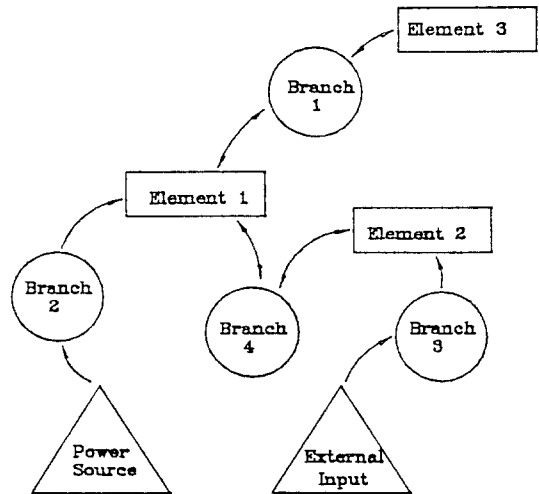 Element 3
Branch
1
Element 1
Element 2
Branch
2
Branch
4
Branch
3
Power
Source
External
Input